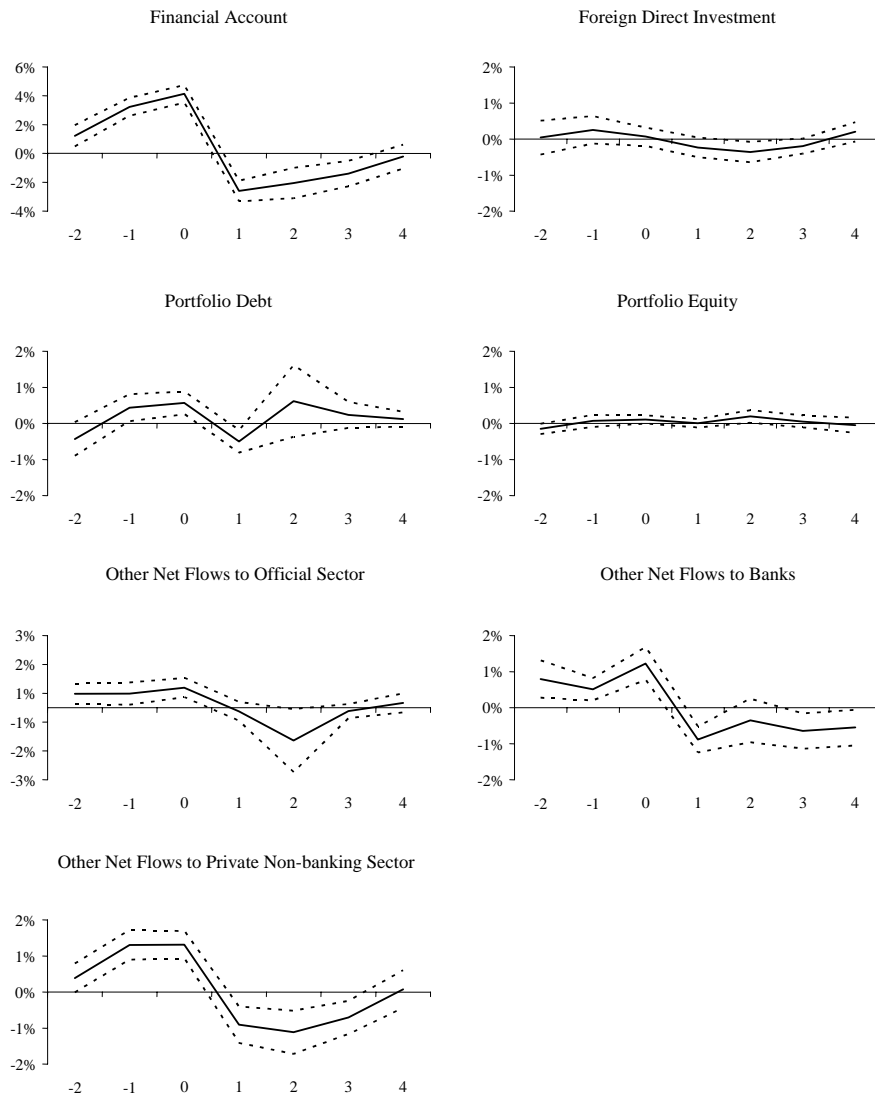 Financial Account
6%
4%
2%
0%
-2%
-4%
-2 -1 0 1 2 3 4
Foreign Direct Investment
2%
1%
0%
-1%
-2%
-2 -1 0 1 2 3 4
Portfolio Debt
2%
1%
0%
-1%
-2%
-2 -1 0 1 2 3 4
Portfolio Equity
2%
1%
0%
-1%
-2%
-2 -1 0 1 2 3 4
Other Net Flows to Official Sector
3%
2%
1%
-1%
-2%
-3%
-2 -1 0 1 2 3 4
Other Net Flows to Banks
2%
1%
0%
-1%
-2%
-2 -1 0 1 2 3 4
Other Net Flows to Private Non-banking Sector
2%
1%
0%
-1%
-2%
-2 -1 0 1 2 3 4